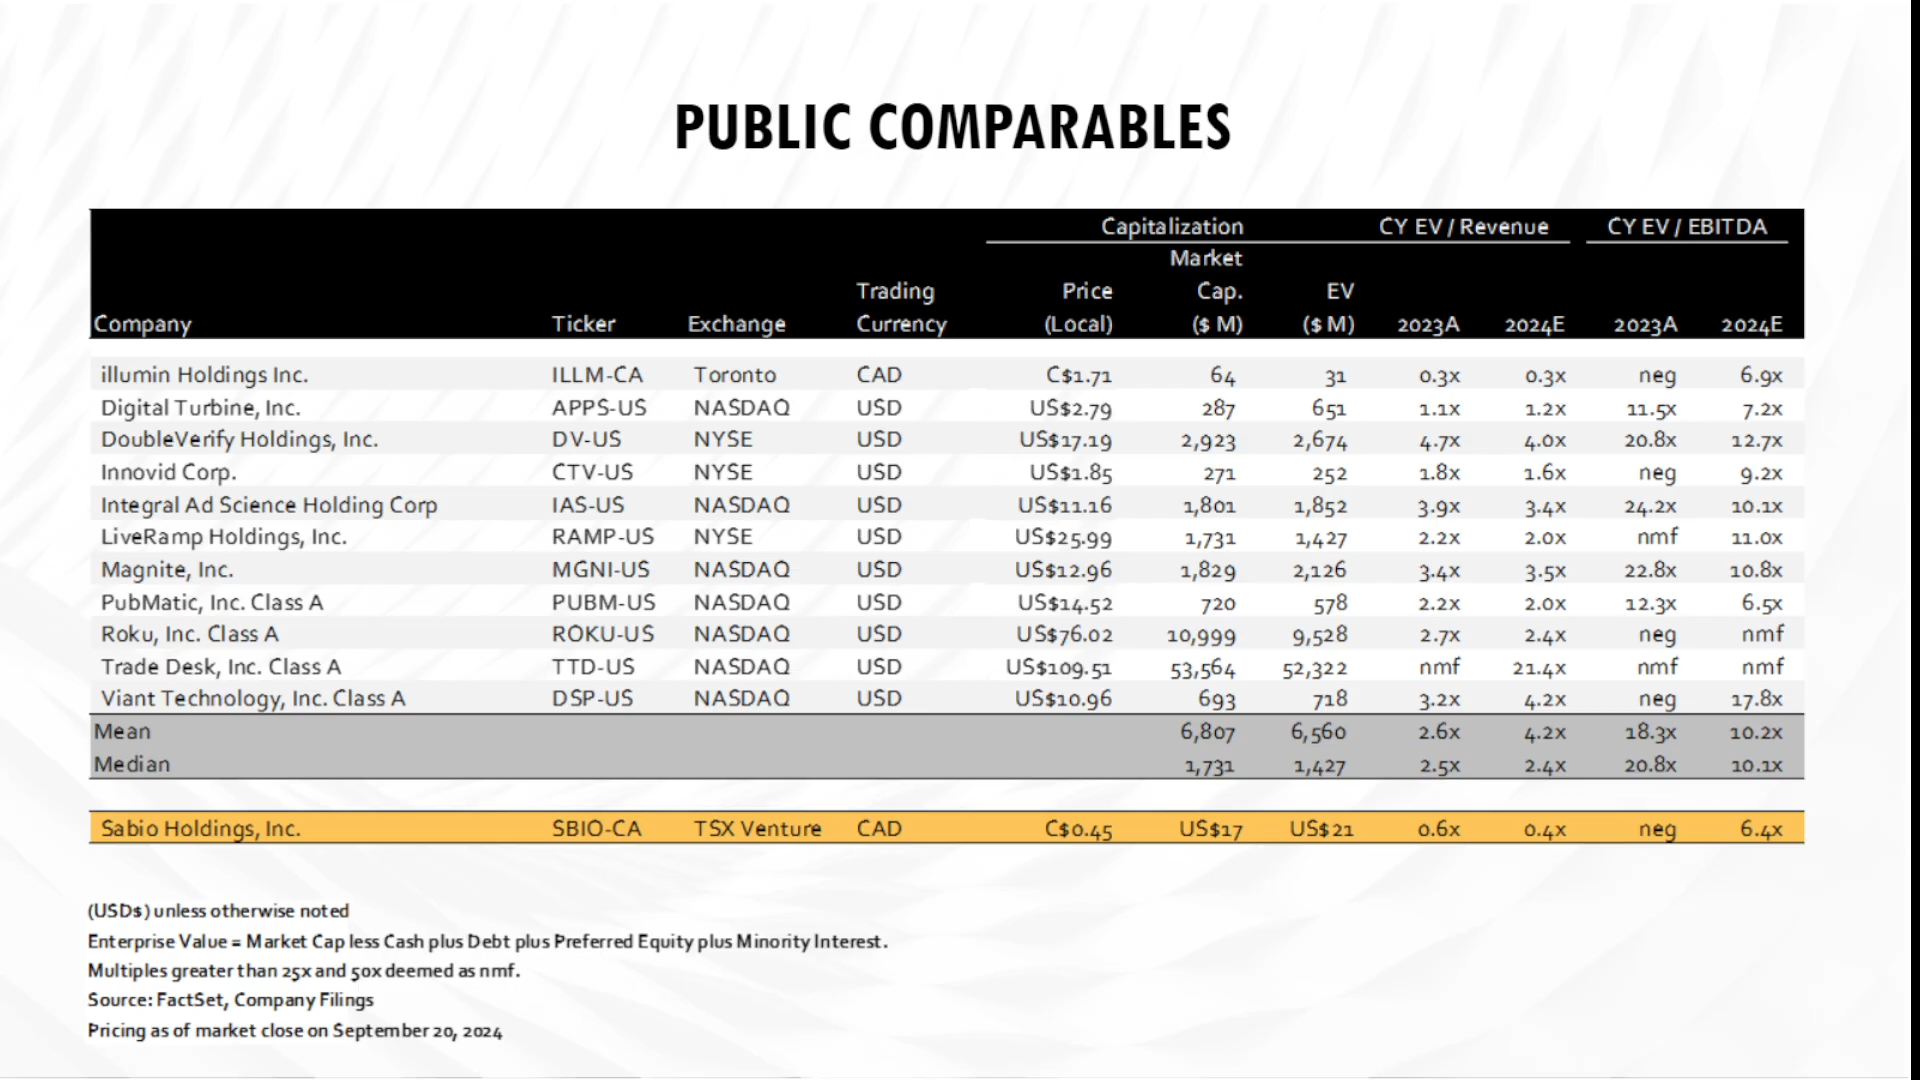 PUBLIC COMPARABLES
Capitalization CY EV / Revenue CY EV / EBITDA
Market
Trading Price Cap. EV
Company Ticker Exchange Currency (Local) ($ M) ($ M) 2023A 2024E 2023A 2024E
illumin Holdings Inc. ILLM-CA Toronto CAD C$1.71 64 31 0.3x 0.3x neg 6.9x
Digital Turbine, Inc. APPS-US NASDAQ USD US$2.79 287 651 1.1x 1.2x 11.5x 7.2x
DoubleVerify Holdings, Inc. DV-US NYSE USD US$17.19 2,923 2,674 4.7x 4.0x 20.8x 12.7x
Innovid Corp. CTV-US NYSE USD US$1.85 271 252 1.8x 1.6x neg 9.2x
Integral Ad Science Holding Corp IAS-US NASDAQ USD US$11.16 1,801 1,852 3.9x 3.4x 24.2x 10.1x
LiveRamp Holdings, Inc. RAMP-US NYSE USD US$25.99 1,731 1,427 2.2x 2.0x nmf 11.0x
Magnite, Inc. MGNI-US NASDAQ USD US$12.96 1,829 2,126 3.4x 3.5x 22.8x 10.8x
PubMatic, Inc. Class A PUBM-US NASDAQ USD US$14.52 720 578 2.2x 2.0x 12.3x 6.5x
Roku, Inc. Class A ROKU-US NASDAQ USD US$76.02 10,999 9,528 2.7x 2.4x neg nmf
Trade Desk, Inc. Class A TTD-US NASDAQ USD US$109.51 53,564 52,322 nmf 21.4x nmf nmf
Viant Technology, Inc. Class A DSP-US NASDAQ USD US$10.96 693 718 3.2x 4.2x neg 17.8x
Mean 6,807 6,560 2.6x 4.2x 18.3x 10.2x
Median 1,731 1,427 2.5x 2.4x 20.8x 10.1x
Sabio Holdings, Inc. SBIO-CA TSX Venture CAD C$0.45 US$17 US$21 0.6x 0.4x neg 6.4x
(USD$) unless otherwise noted
Enterprise Value = Market Cap less Cash plus Debt plus Preferred Equity plus Minority Interest.
Multiples greater than 25x and 50x deemed as nmf.
Source: FactSet, Company Filings
Pricing as of market close on September 20, 2024